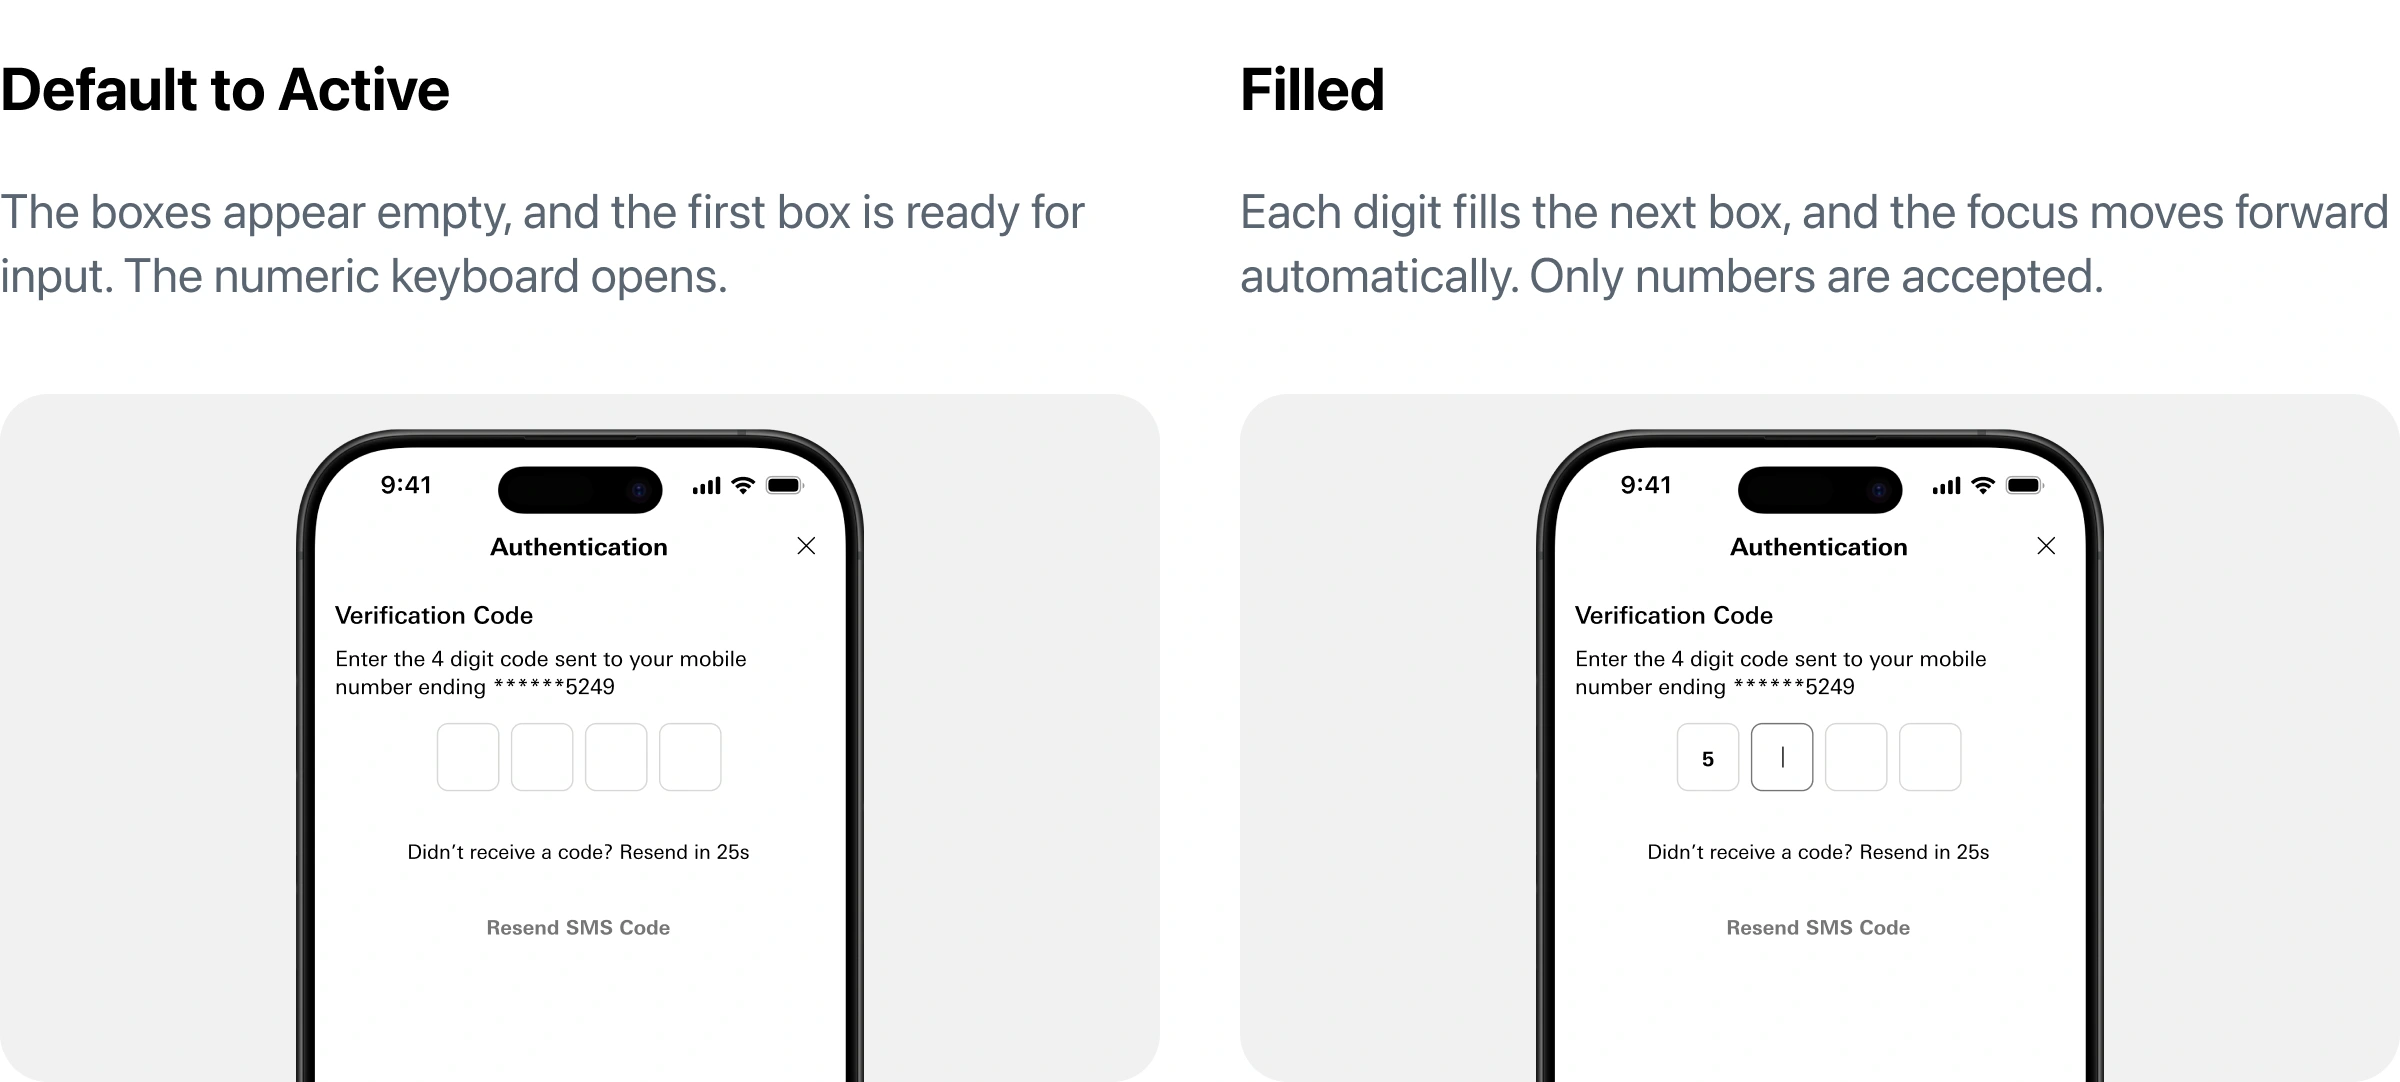 Default to Active
The boxes appear empty, and the first box is ready for
input. The numeric keyboard opens.
9:41
Authentication
Verification Code
Enter the 4 digit code sent to your mobile
number ending ******5249
Didn’t receive a code? Resend in 25s
Resend SMS Code
Filled
Each digit fills the next box, and the focus moves forward
automatically. Only numbers are accepted.
9:41
Authentication
Verification Code
Enter the 4 digit code sent to your mobile
number ending ******5249
5
Didn’t receive a code? Resend in 25s
Resend SMS Code